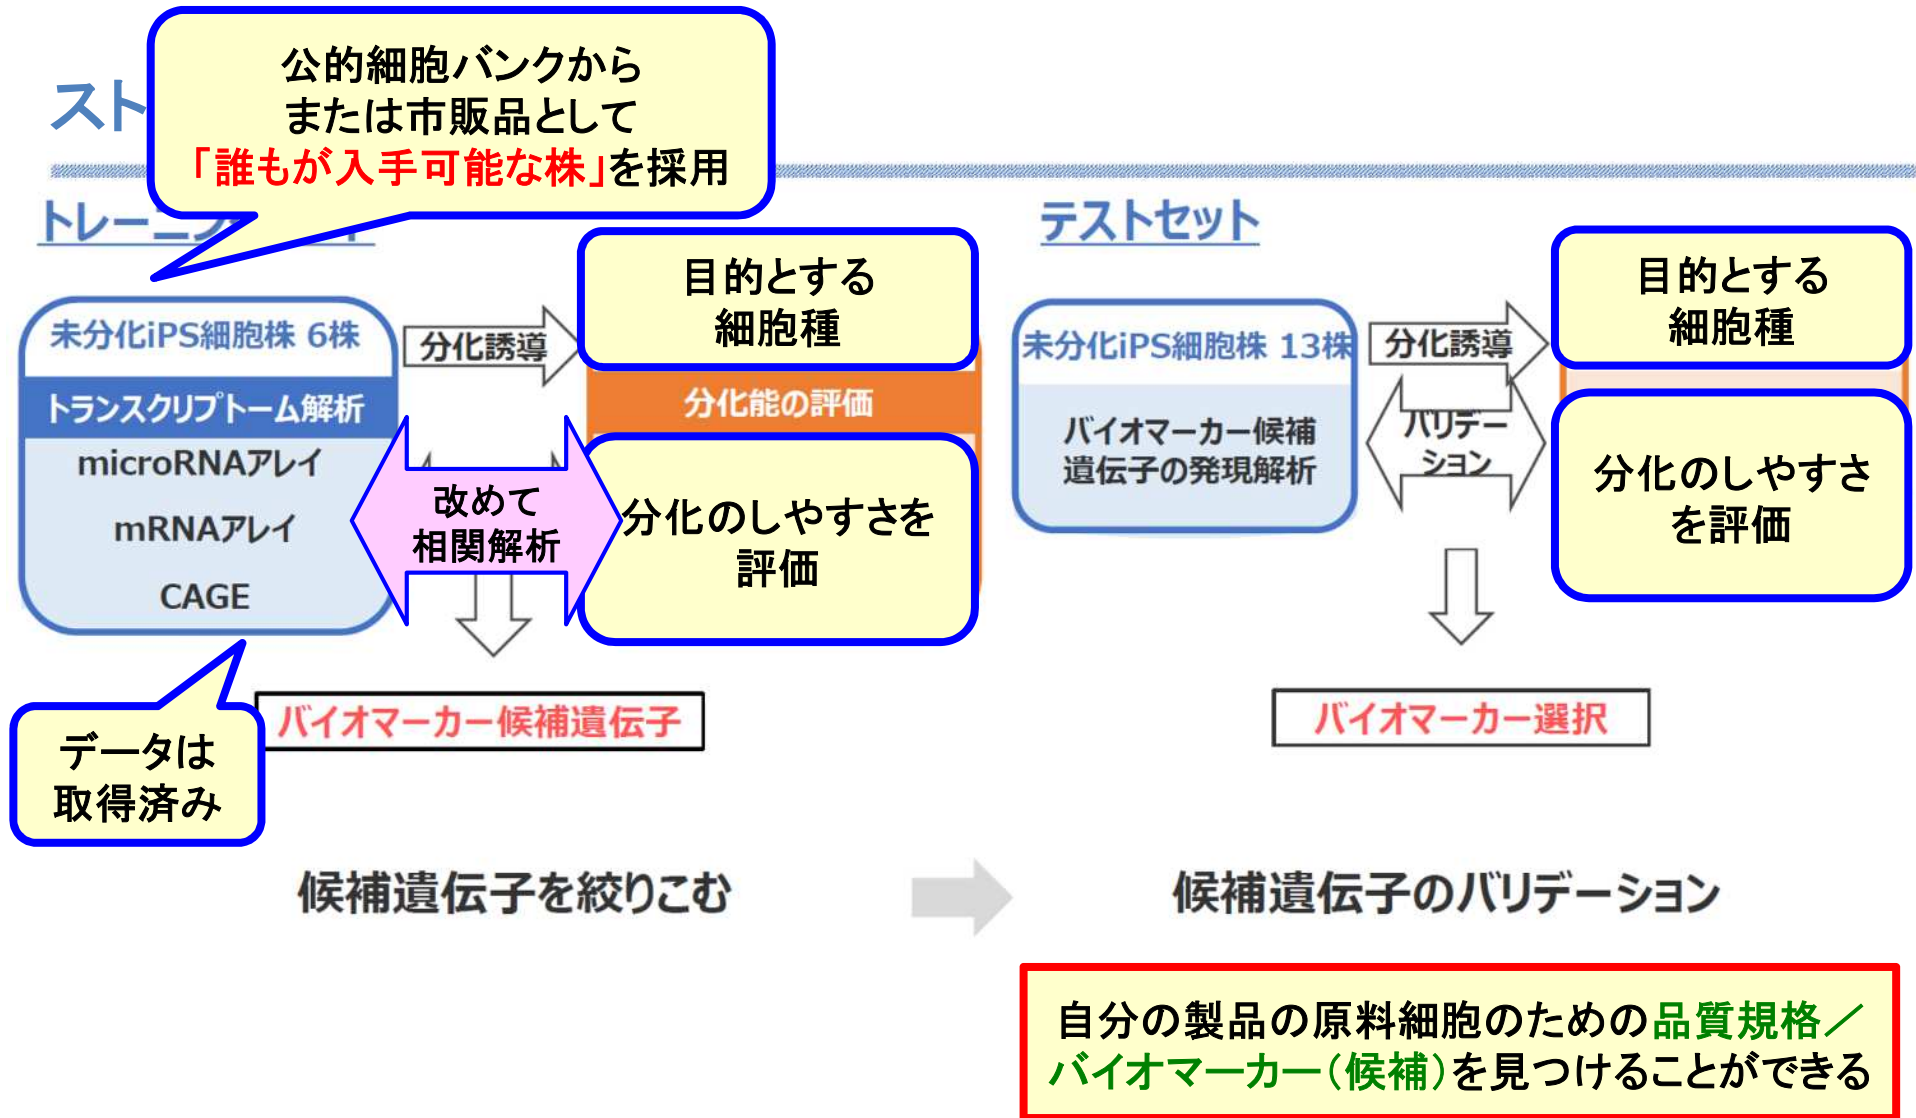 公的細胞バンクから
または市販品として
「誰もが入手可能な株」を採用
スト
トレーニング
テストセット
未分化iPS細胞株 6株
トランスクリプトーム解析
microRNAアレイ
mRNAアレイ
CAGE
分化誘導
目的とする
細胞種
分化能の評価
改めて
相関解析
分化のしやすさを
評価
データは
取得済み
バイオマーカー候補遺伝子
未分化iPS細胞株 13株
バイオマーカー候補
遺伝子の発現解析
分化誘導
バリデー
ション
目的とする
細胞種
分化のしやすさ
を評価
バイオマーカー選択
候補遺伝子を絞りこむ
候補遺伝子のバリデーション
自分の製品の原料細胞のための品質規格／
バイオマーカー（候補）を見つけることができる